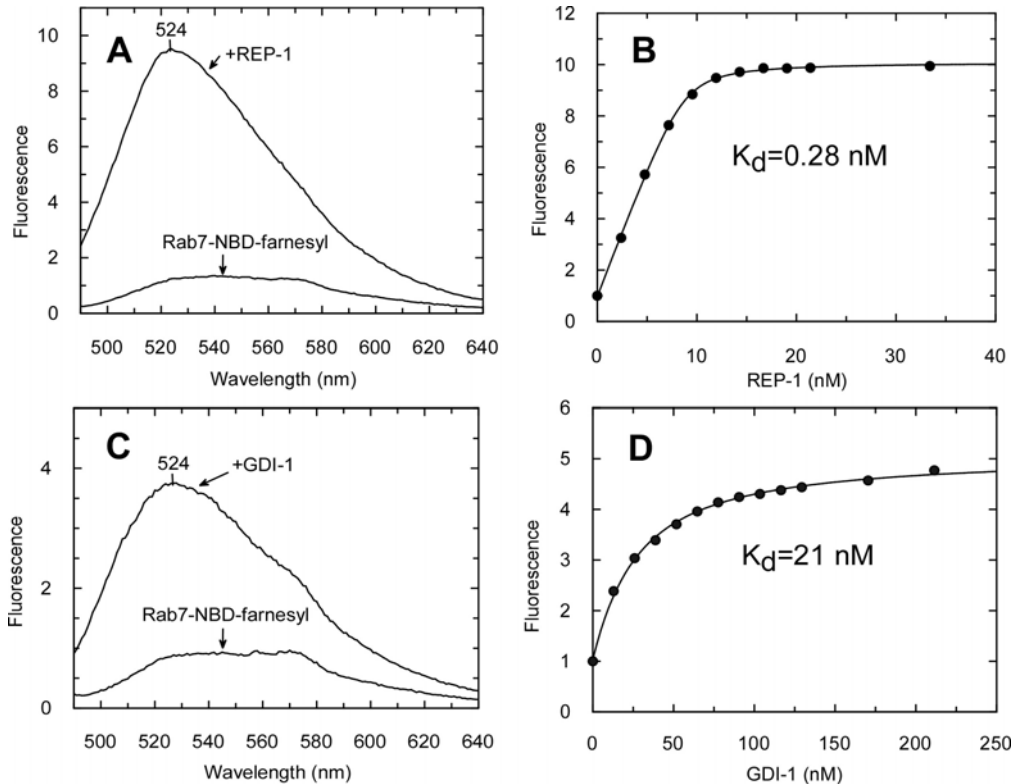 A
524
+REP-1
Rab7-NBD-farnesyl
Fluorescence
10
8
6
4
2
0
500 520 540 560 580 600 620 640
Wavelength (nm)
B
Kd=0.28 nM
Fluorescence
12
10
8
6
4
2
0
0 10 20 30 40
REP-1 (nM)
C
524
+GDI-1
Rab7-NBD-farnesyl
Fluorescence
4
2
0
500 520 540 560 580 600 620 640
Wavelength (nm)
D
Kd=21 nM
Fluorescence
6
5
4
3
2
1
0
0 50 100 150 200 250
GDI-1 (nM)